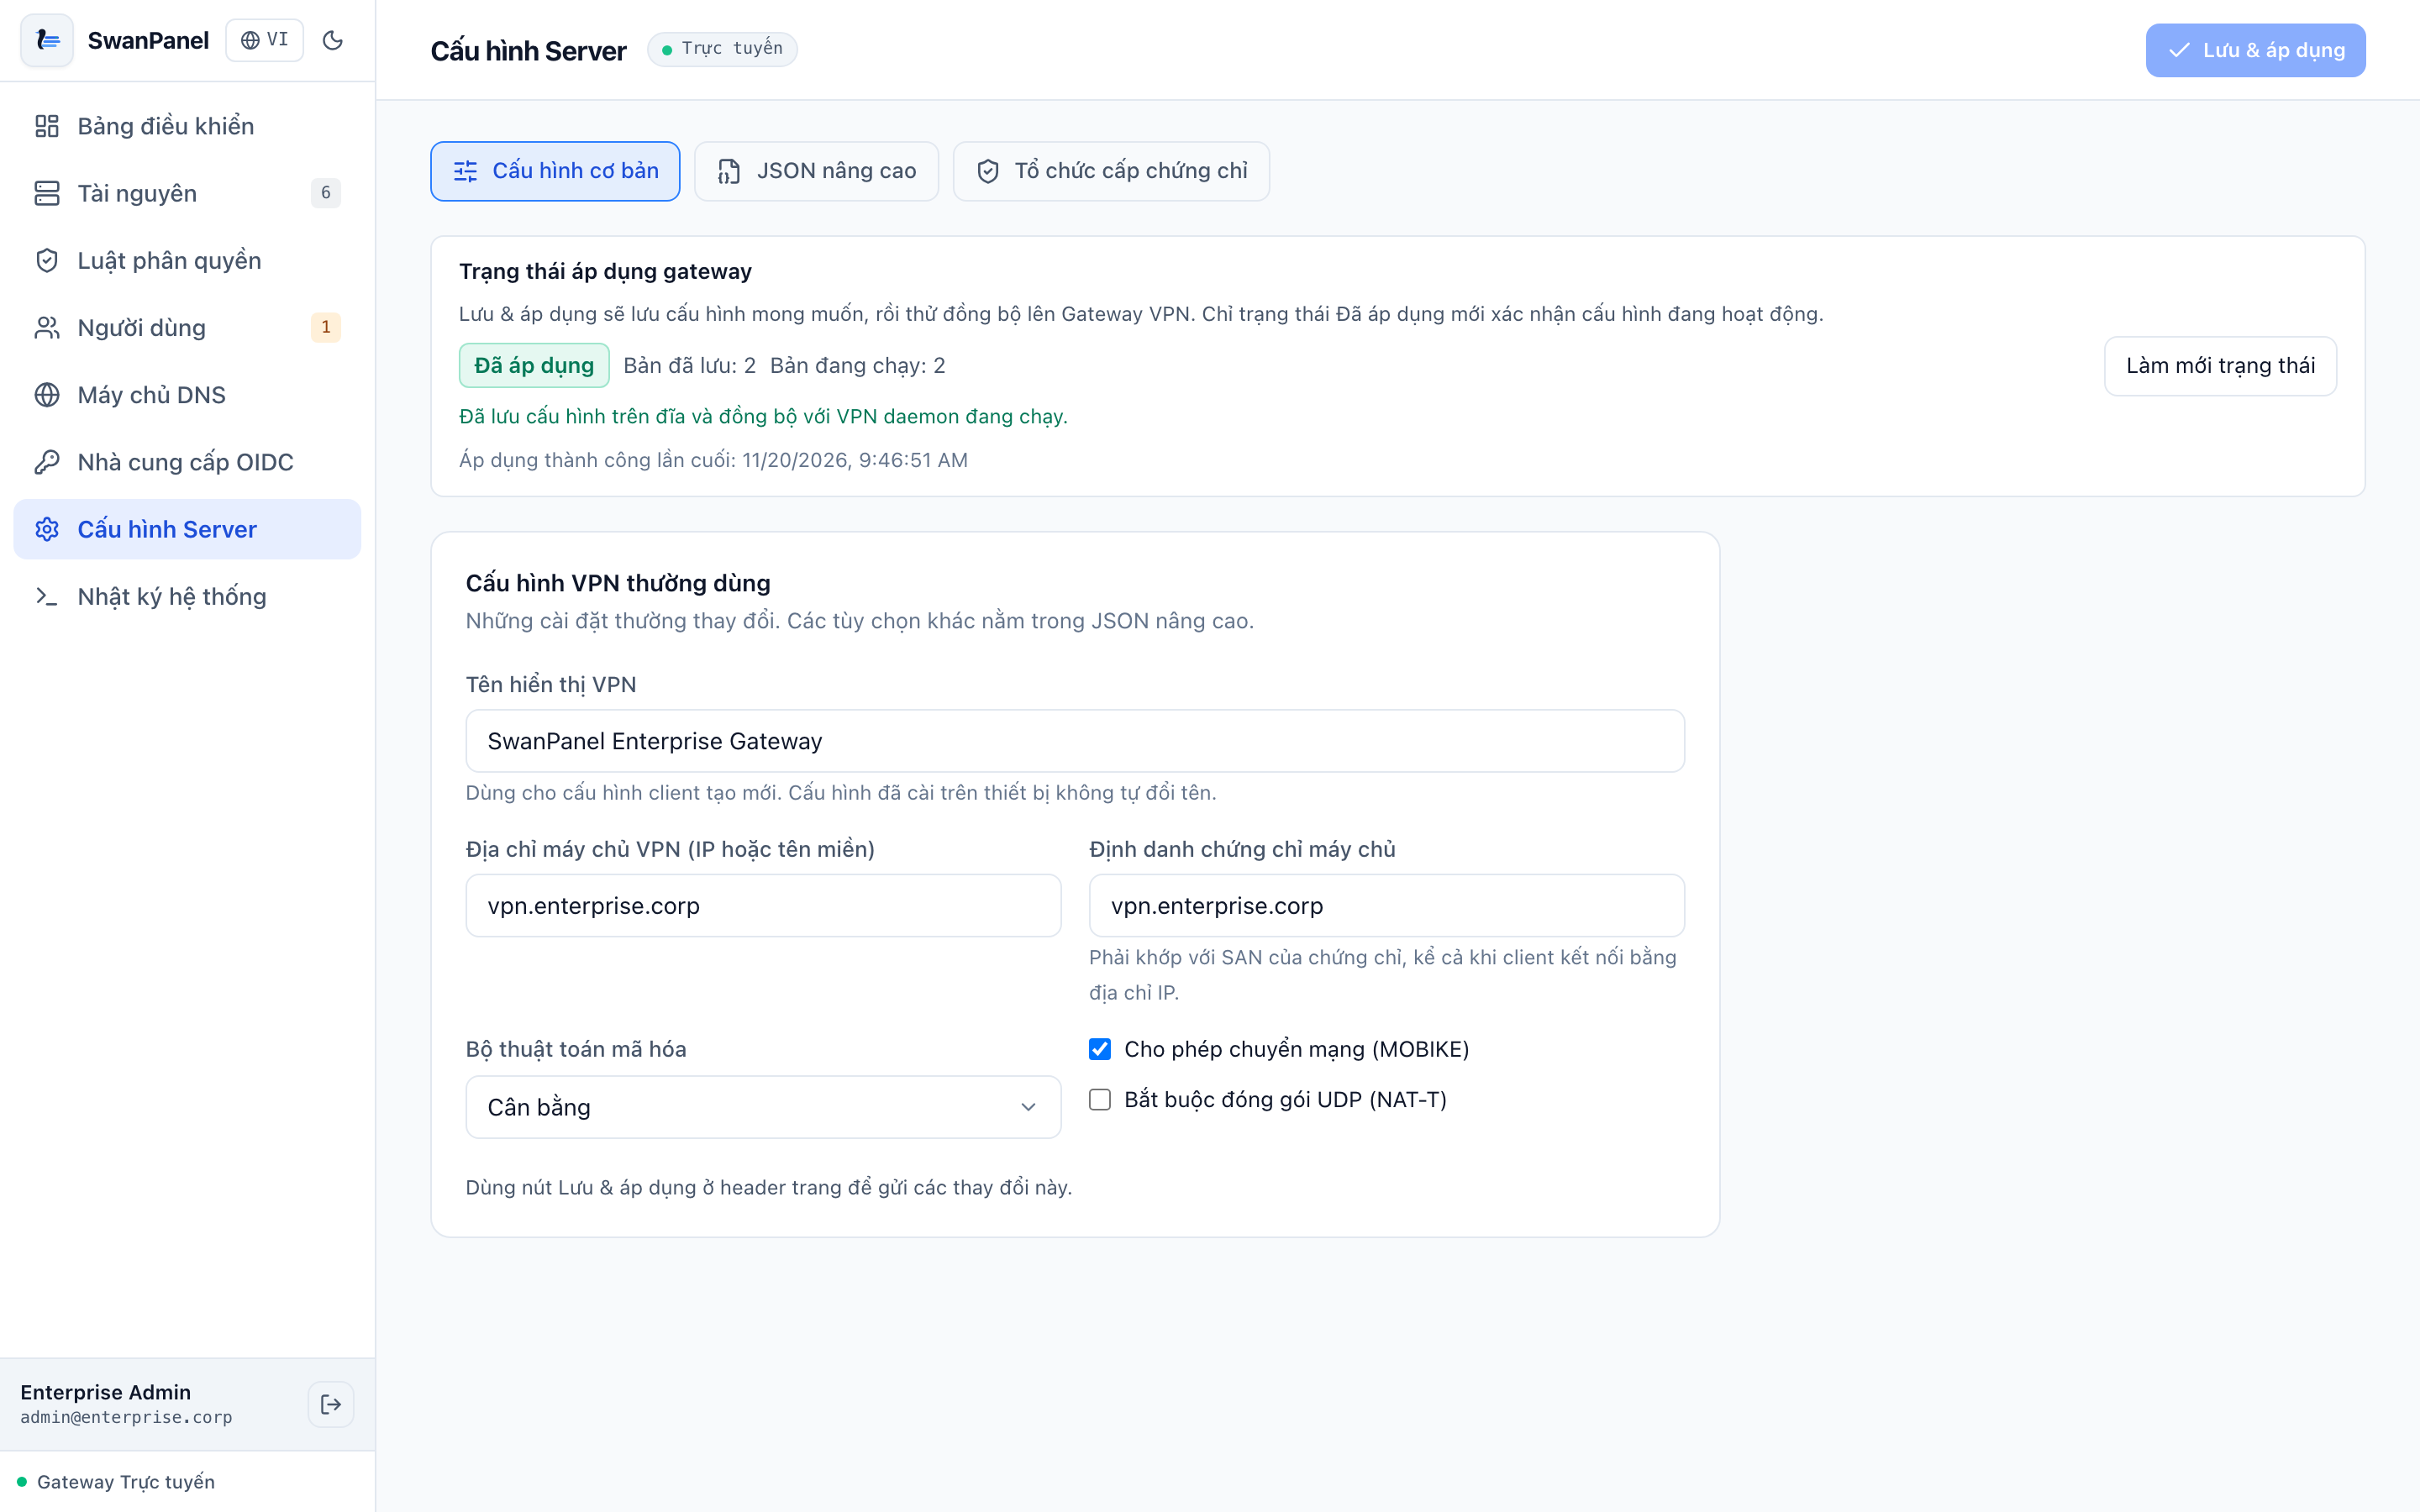 SwanPanel
VI
Bảng điều khiển
Tài nguyên
6
Luật phân quyền
Người dùng
1
Máy chủ DNS
Nhà cung cấp OIDC
Cấu hình Server
Nhật ký hệ thống
Enterprise Admin
admin@enterprise.corp
Gateway Trực tuyến
Cấu hình Server
Trực tuyến
Lưu & áp dụng
Cấu hình cơ bản
JSON nâng cao
Tổ chức cấp chứng chỉ
Trạng thái áp dụng gateway
Lưu & áp dụng sẽ lưu cấu hình mong muốn, rồi thử đồng bộ lên Gateway VPN. Chỉ trạng thái Đã áp dụng mới xác nhận cấu hình đang hoạt động.
Đã áp dụng Bản đã lưu: 2 Bản đang chạy: 2
Làm mới trạng thái
Đã lưu cấu hình trên đĩa và đồng bộ với VPN daemon đang chạy.
Áp dụng thành công lần cuối: 11/20/2026, 9:46:51 AM
Cấu hình VPN thường dùng
Những cài đặt thường thay đổi. Các tùy chọn khác nằm trong JSON nâng cao.
Tên hiển thị VPN
SwanPanel Enterprise Gateway
Dùng cho cấu hình client tạo mới. Cấu hình đã cài trên thiết bị không tự đổi tên.
Địa chỉ máy chủ VPN (IP hoặc tên miền)
vpn.enterprise.corp
Định danh chứng chỉ máy chủ
vpn.enterprise.corp
Phải khớp với SAN của chứng chỉ, kể cả khi client kết nối bằng
địa chỉ IP.
Bộ thuật toán mã hóa
Cân bằng
Cho phép chuyển mạng (MOBIKE)
Bắt buộc đóng gói UDP (NAT-T)
Dùng nút Lưu & áp dụng ở header trang để gửi các thay đổi này.